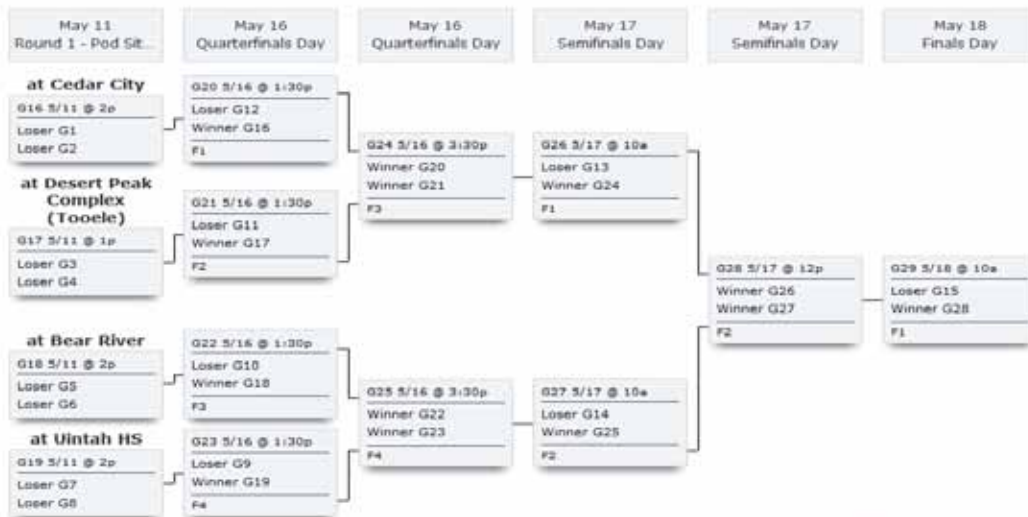 May 11
Round 1 - Pod Sit...
May 16
Quarterfinals Day
May 16
Quarterfinals Day
May 17
Semifinals Day
May 17
Semifinals Day
May 18
Finals Day
at Cedar City
G16 5/11 @ 2p
Loser G1
Loser G2
at Desert Peak
Complex
(Tooele)
G17 5/11 @ 1p
Loser G3
Loser G4
at Bear River
G18 5/11 @ 2p
Loser G5
Loser G6
at Uintah HS
G19 5/11 @ 2p
Loser G7
Loser G8
G20 5/16 @ 1:30p
Loser G12
Winner G16
F1
G21 5/16 @ 1:30p
Loser G11
Winner G17
F2
G22 5/16 @ 1:30p
Loser G10
Winner G18
F3
G23 5/16 @ 1:30p
Loser G9
Winner G19
F4
G24 5/16 @ 3:30p
Winner G20
Winner G21
F3
G25 5/16 @ 3:30p
Winner G22
Winner G23
F4
G26 5/17 @ 10a
Loser G13
Winner G24
F1
G27 5/17 @ 10a
Loser G14
Winner G25
F2
G28 5/17 @ 12p
Winner G26
Winner G27
F2
G29 5/18 @ 10a
Loser G15
Winner G28
F1